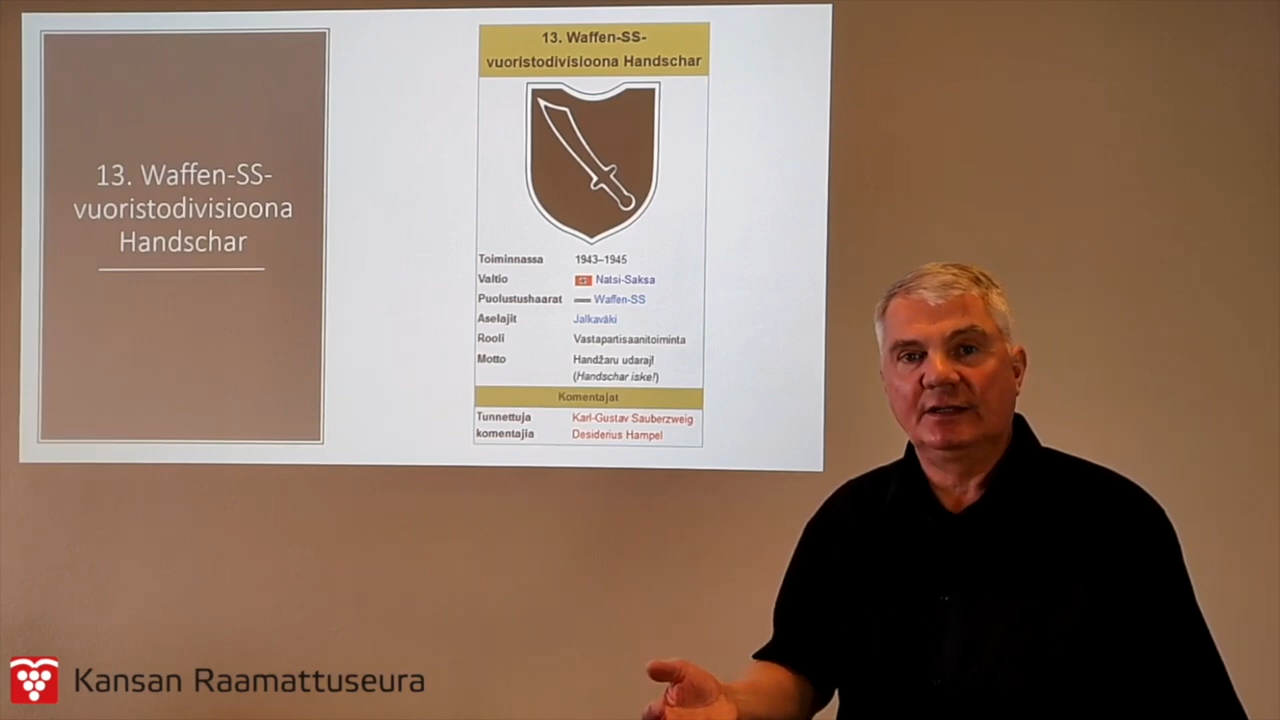 13. Waffen-SS-
vuoristodivisioona
Handschar
13. Waffen-SS-
vuoristodivisioona Handschar
Toiminnassa 1943–1945
Valtio Natsi-Saksa
Puolustushaarat Waffen-SS
Aselajit Jalkaväki
Rooli Vastapartisaanitoiminta
Motto Handžaru udaraj!
(Handschar iske!)
Komentajat
Tunnettuja Karl-Gustav Sauberzweig
komentajia Desiderius Hampel
Kansan Raamattuseura